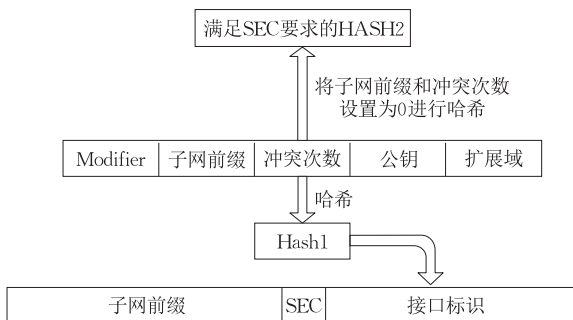 满足SEC要求的HASH2
将子网前缀和冲突次数
设置为0进行哈希
Modifier 子网前缀 冲突次数 公钥 扩展域
哈希
Hash1
子网前缀 SEC 接口标识